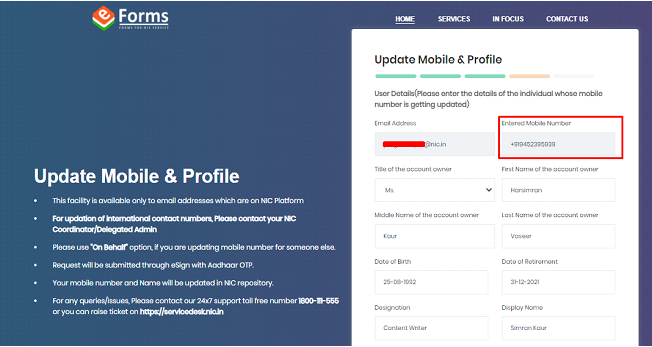 eForms
FORMS FOR NIC SERVICE
HOME SERVICES IN FOCUS CONTACT US
Update Mobile & Profile
This facility is available only to email addresses which are on NIC Platform
For updation of international contact numbers, Please contact your NIC
Coordinator/Delegated Admin
Please use "On Behalf" option, if you are updating mobile number for someone else.
Request will be submitted through eSign with Aadhaar OTP.
Your mobile number and Name will be updated in NIC repository.
For any queries/issues, Please contact our 24x7 support toll free number 1800-111-555
or you can raise ticket on https://servicedesk.nic.in
Update Mobile & Profile
User Details(Please enter the details of the individual whose mobile
number is getting updated)
Email Address Entered Mobile Number
@nic.in +919452395939
Title of the account owner First Name of the account owner
Ms. Harsimran
Middle Name of the account owner Last Name of the account owner
Kaur Vaseer
Date of Birth Date of Retirement
25-08-1992 31-12-2021
Designation Display Name
Content Writer Simran Kaur